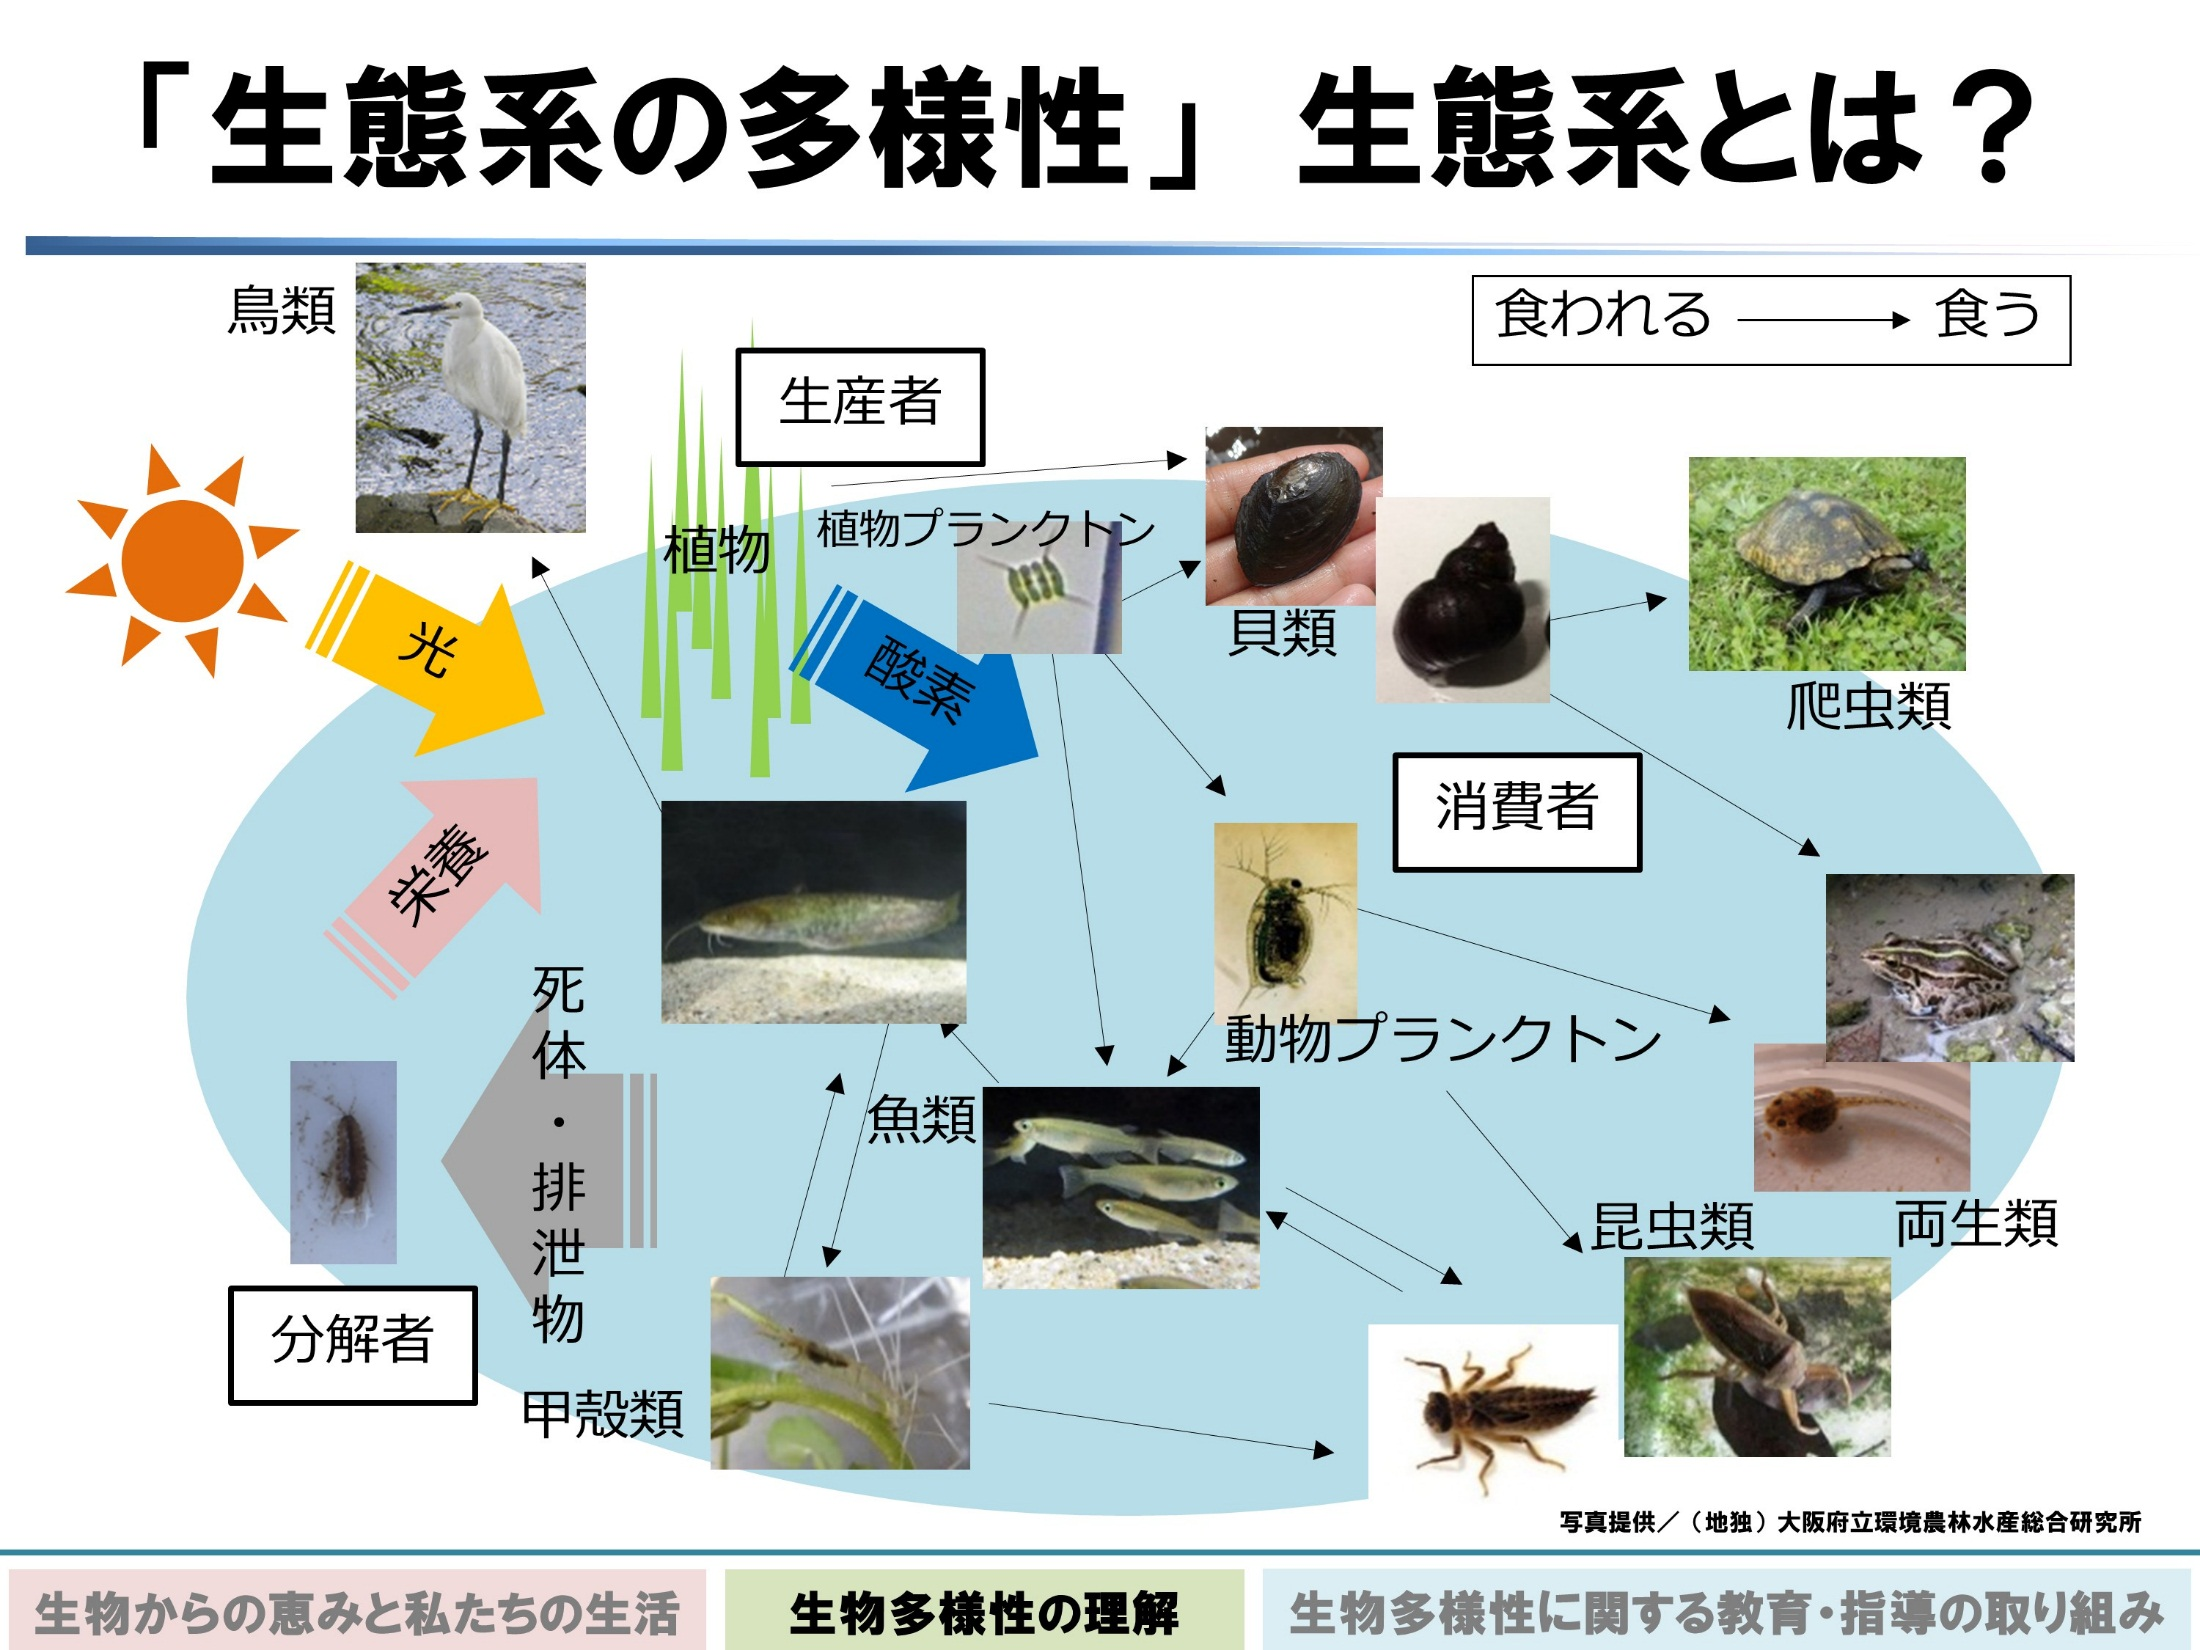 「生態系の多様性」 生態系とは？
鳥類
食われる → 食う
生産者
植物
植物プランクトン
光
酸素
貝類
爬虫類
消費者
栄養
死体・排泄物
動物プランクトン
魚類
昆虫類
両生類
分解者
甲殻類
写真提供／（地独）大阪府立環境農林水産総合研究所
生物からの恵みと私たちの生活
生物多様性の理解
生物多様性に関する教育・指導の取り組み